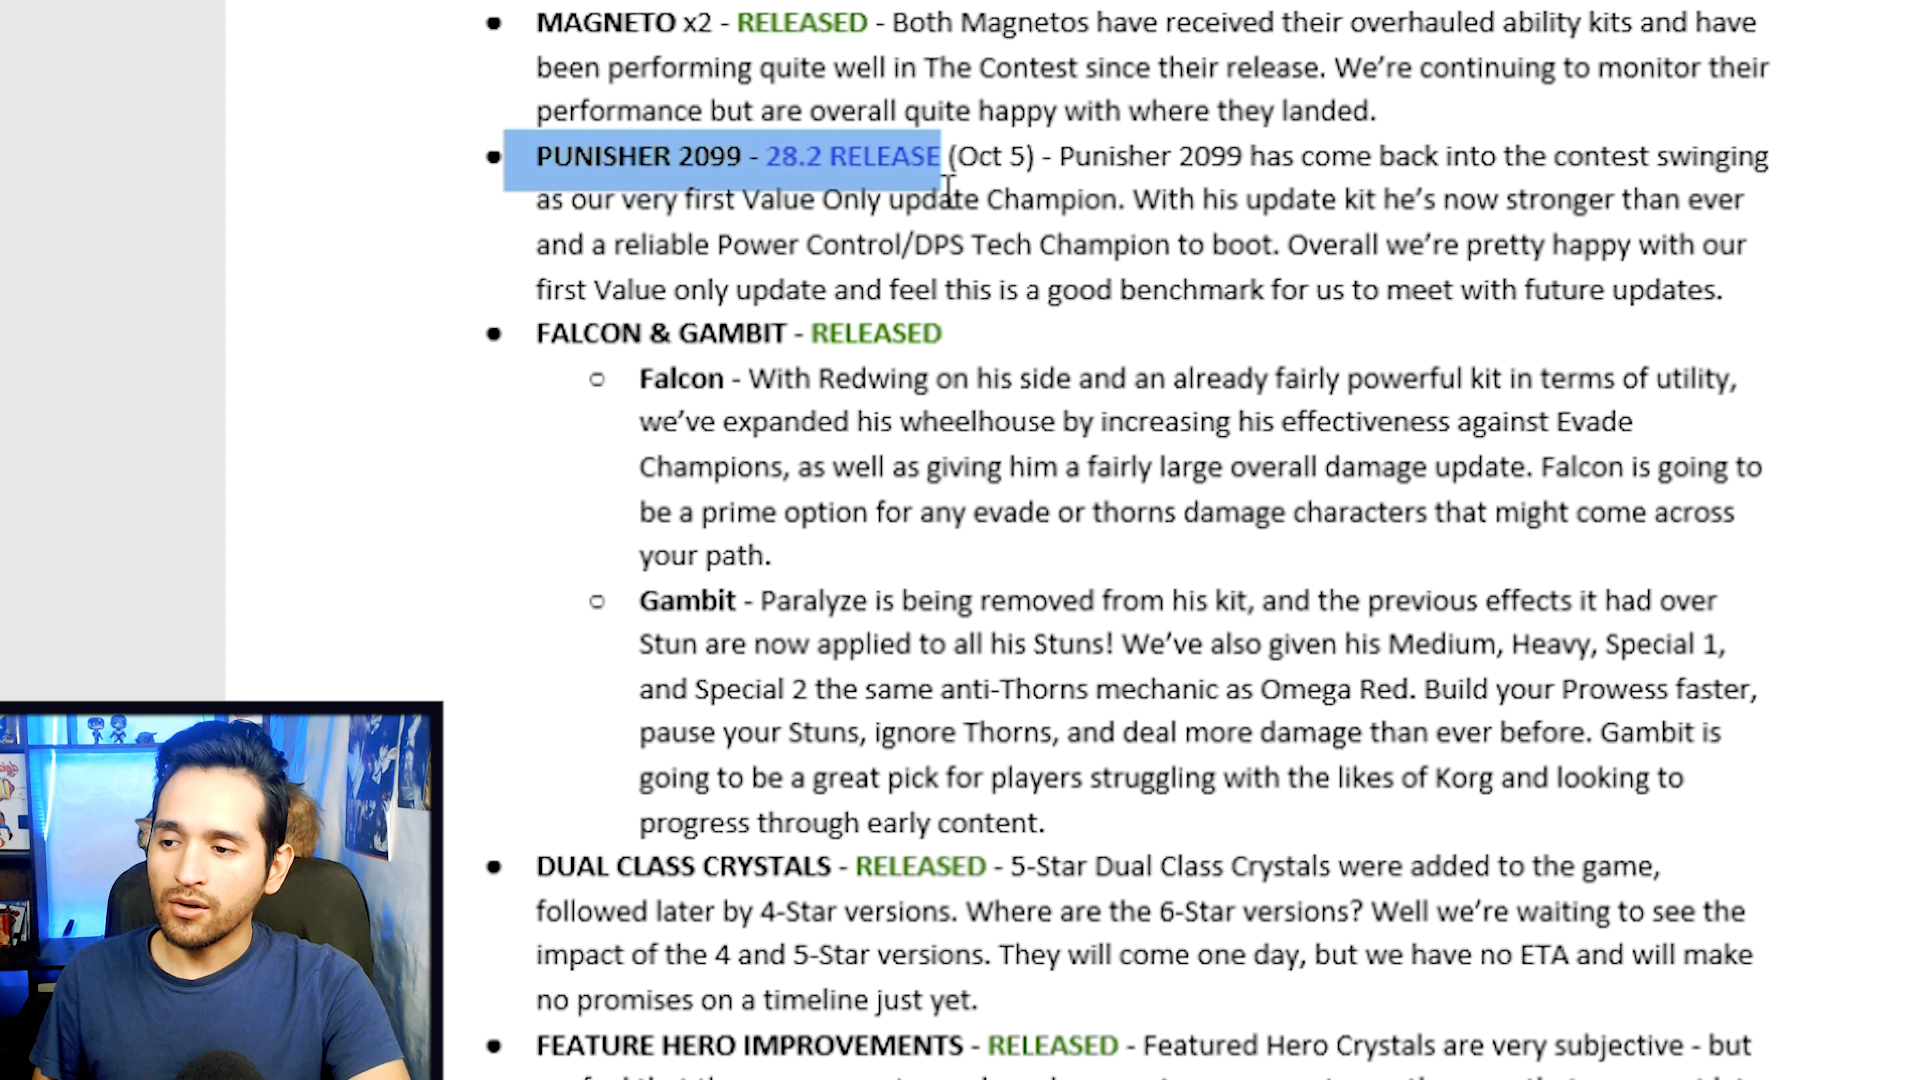 MAGNETO x2 - RELEASED - Both Magnetos have received their overhauled ability kits and have
been performing quite well in The Contest since their release. We're continuing to monitor their
performance but are overall quite happy with where they landed.
PUNISHER 2099 - 28.2 RELEASE (Oct 5) - Punisher 2099 has come back into the contest swinging
as our very first Value Only update Champion. With his update kit he's now stronger than ever
and a reliable Power Control/DPS Tech Champion to boot. Overall we're pretty happy with our
first Value only update and feel this is a good benchmark for us to meet with future updates.
FALCON & GAMBIT - RELEASED
Falcon - With Redwing on his side and an already fairly powerful kit in terms of utility,
we've expanded his wheelhouse by increasing his effectiveness against Evade
Champions, as well as giving him a fairly large overall damage update. Falcon is going to
be a prime option for any evade or thorns damage characters that might come across
your path.
Gambit - Paralyze is being removed from his kit, and the previous effects it had over
Stun are now applied to all his Stuns! We've also given his Medium, Heavy, Special 1,
and Special 2 the same anti-Thorns mechanic as Omega Red. Build your Prowess faster,
pause your Stuns, ignore Thorns, and deal more damage than ever before. Gambit is
going to be a great pick for players struggling with the likes of Korg and looking to
progress through early content.
DUAL CLASS CRYSTALS - RELEASED - 5-Star Dual Class Crystals were added to the game,
followed later by 4-Star versions. Where are the 6-Star versions? Well we're waiting to see the
impact of the 4 and 5-Star versions. They will come one day, but we have no ETA and will make
no promises on a timeline just yet.
FEATURE HERO IMPROVEMENTS - RELEASED - Featured Hero Crystals are very subjective - but